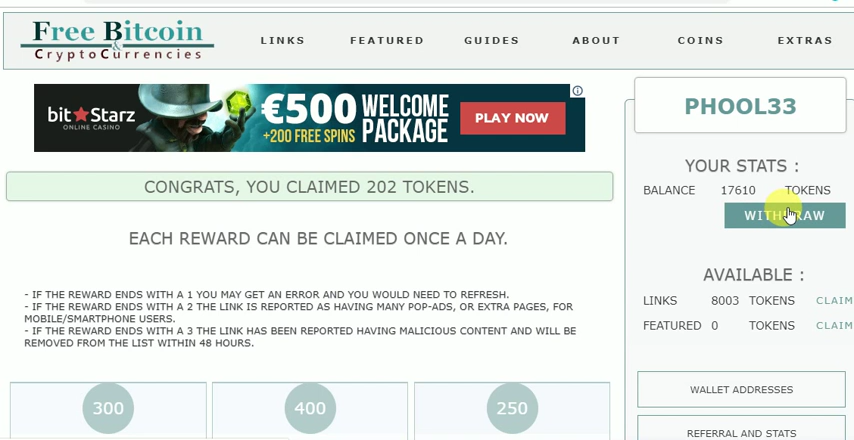 Free Bitcoin
&
CryptoCurrencies
LINKS FEATURED GUIDES ABOUT COINS EXTRAS
bitStarz
ONLINE CASINO
€500
+200 FREE SPINS
WELCOME
PACKAGE
PLAY NOW
CONGRATS, YOU CLAIMED 202 TOKENS.
EACH REWARD CAN BE CLAIMED ONCE A DAY.
- IF THE REWARD ENDS WITH A 1 YOU MAY GET AN ERROR AND YOU WOULD NEED TO REFRESH.
- IF THE REWARD ENDS WITH A 2 THE LINK IS REPORTED AS HAVING MANY POP-ADS, OR EXTRA PAGES, FOR
MOBILE/SMARTPHONE USERS.
- IF THE REWARD ENDS WITH A 3 THE LINK HAS BEEN REPORTED HAVING MALICIOUS CONTENT AND WILL BE
REMOVED FROM THE LIST WITHIN 48 HOURS.
300 400 250
PHOOL33
YOUR STATS :
BALANCE 17610 TOKENS
WITHDRAW
AVAILABLE :
LINKS 8003 TOKENS CLAIM
FEATURED 0 TOKENS CLAIM
WALLET ADDRESSES
REFERRAL AND STATS